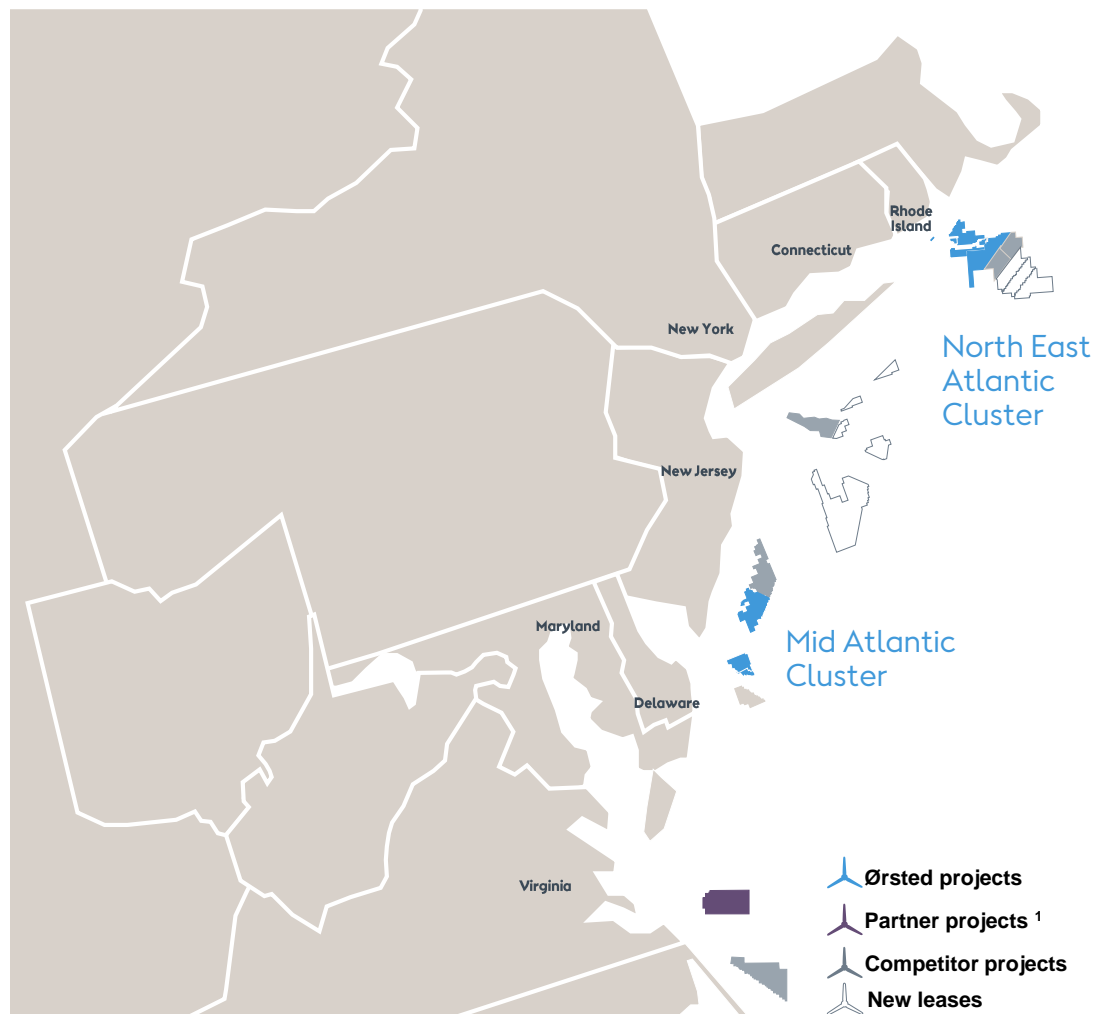 Rhode
Island
Connecticut
New York
North East
Atlantic
Cluster
New Jersey
Maryland
Mid Atlantic
Cluster
Delaware
Virginia
Ørsted projects
Partner projects ¹
Competitor projects
New leases